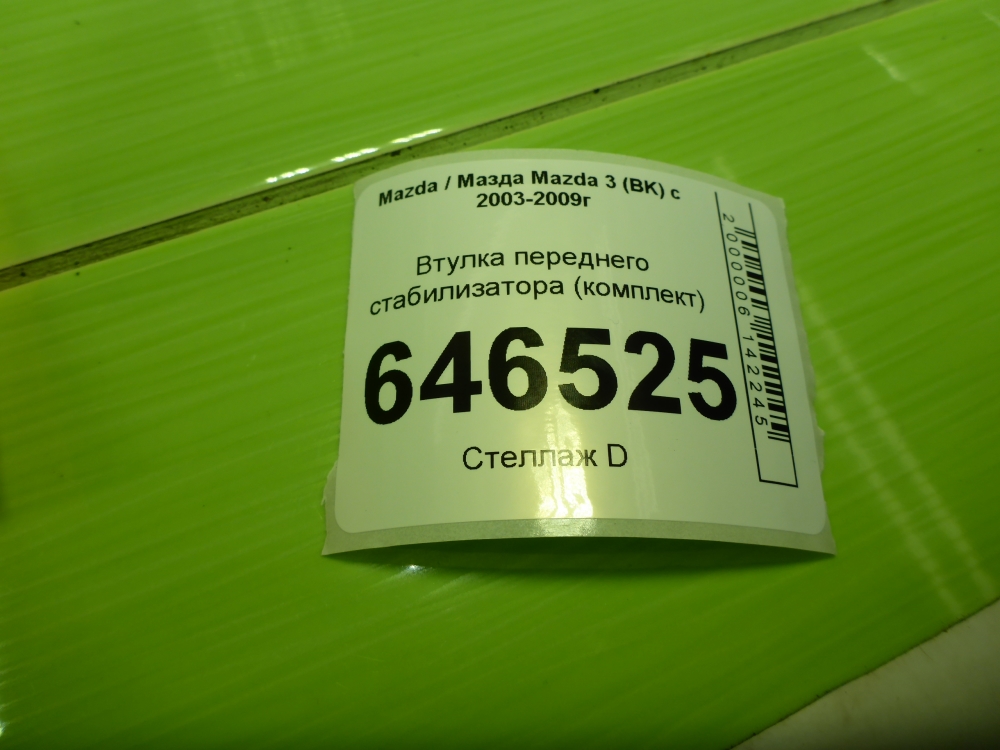 Mazda / Мазда Mazda 3 (BK) с
2003-2009г
Втулка переднего
стабилизатора (комплект)
646525
Стеллаж D
2000006142245